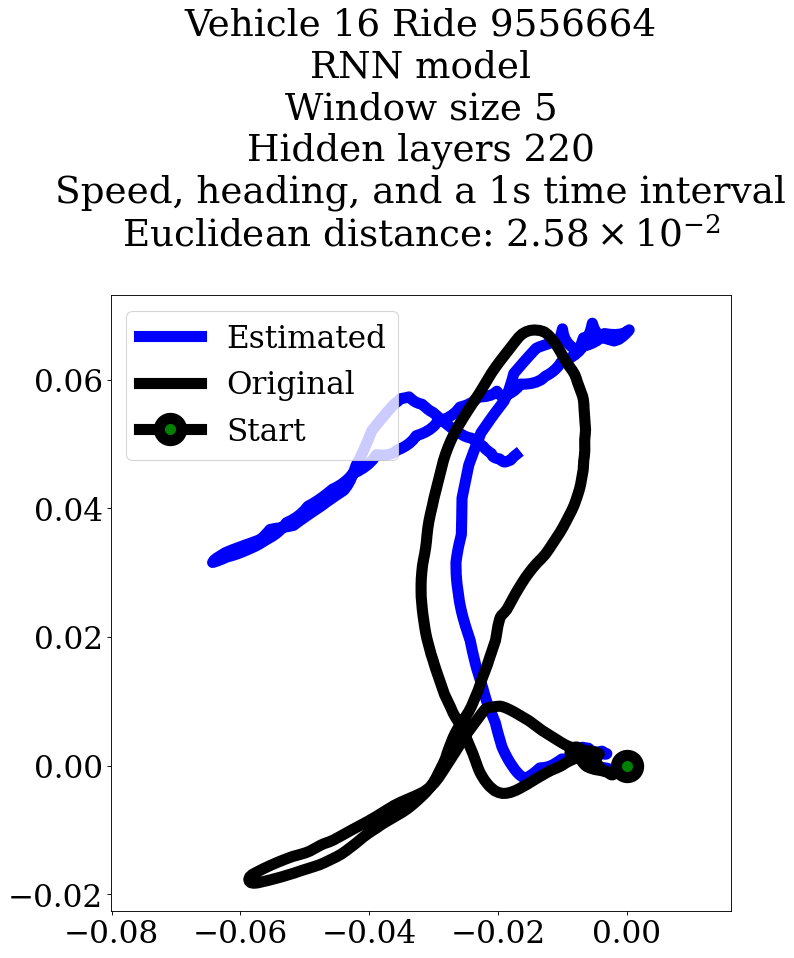 Vehicle 16 Ride 9556664
RNN model
Window size 5
Hidden layers 220
Speed, heading, and a 1s time interval
Euclidean distance: 2.58 × 10⁻²
Estimated
Original
Start
0.06
0.04
0.02
0.00
−0.02
−0.08 −0.06 −0.04 −0.02 0.00